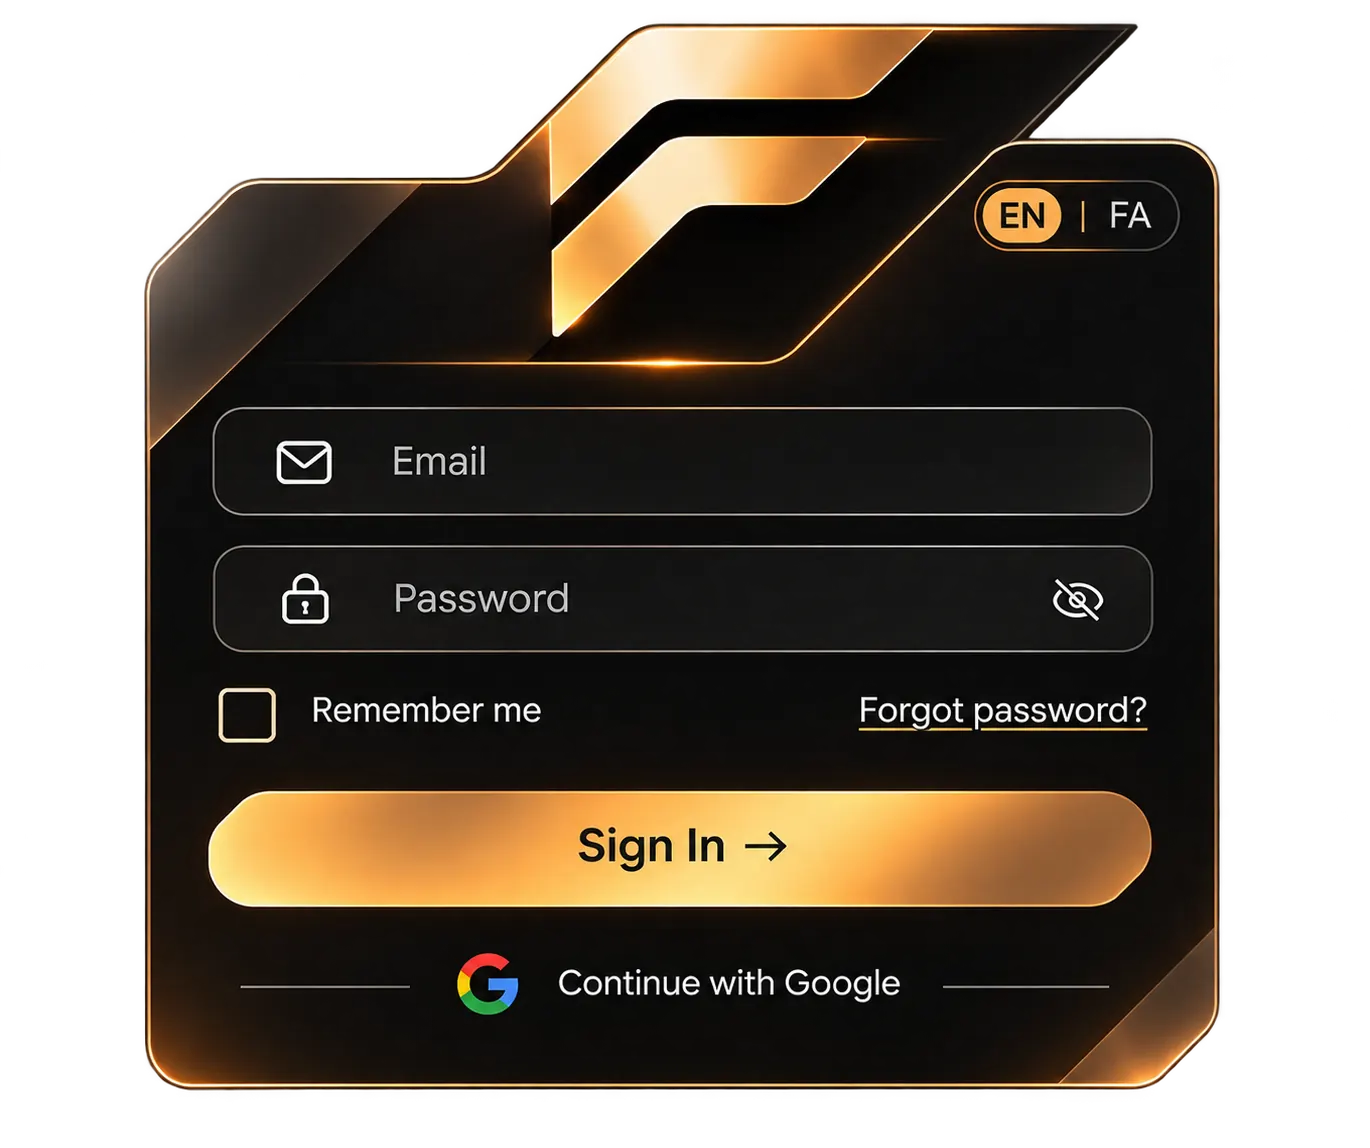 EN | FA
Email
Password
Remember me
Forgot password?
Sign In →
Continue with Google